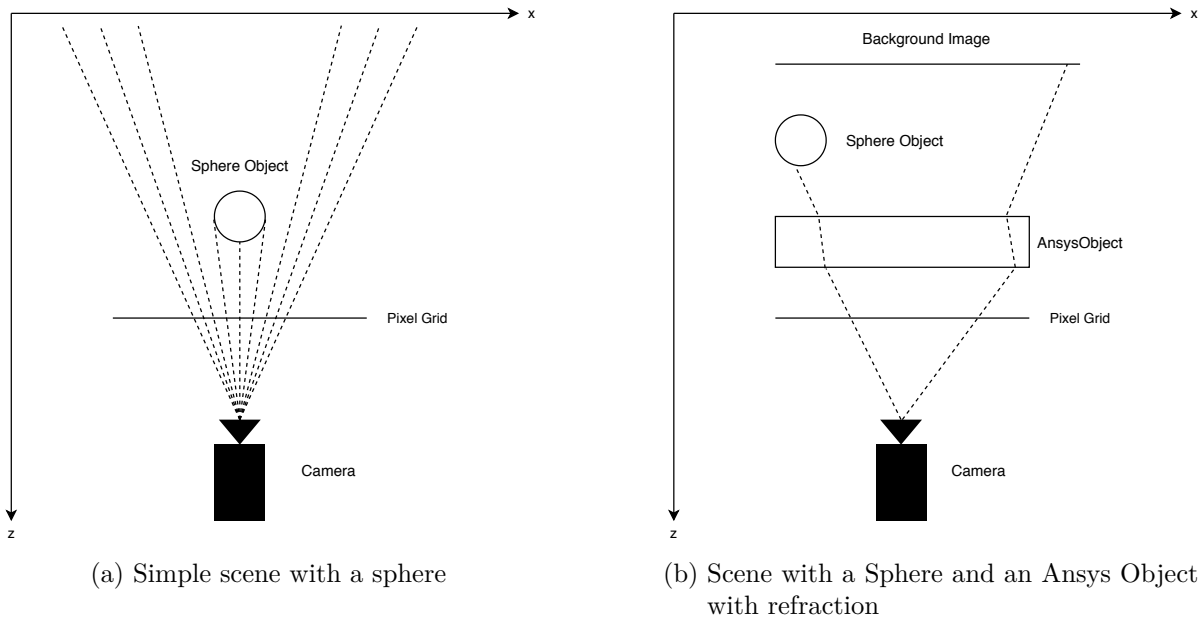 x
Sphere Object
Pixel Grid
Camera
z
(a) Simple scene with a sphere
x
Background Image
Sphere Object
AnsysObject
Pixel Grid
Camera
z
(b) Scene with a Sphere and an Ansys Object
with refraction